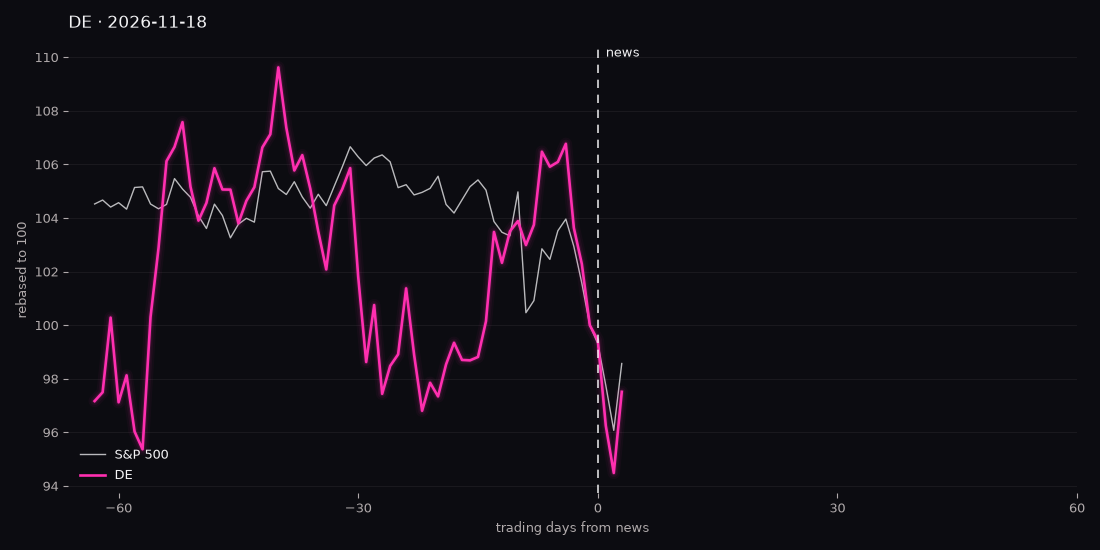 DE · 2026-11-18
news
110
108
106
104
102
100
98
96
94
rebased to 100
S&P 500
DE
−60
−30
0
30
60
trading days from news